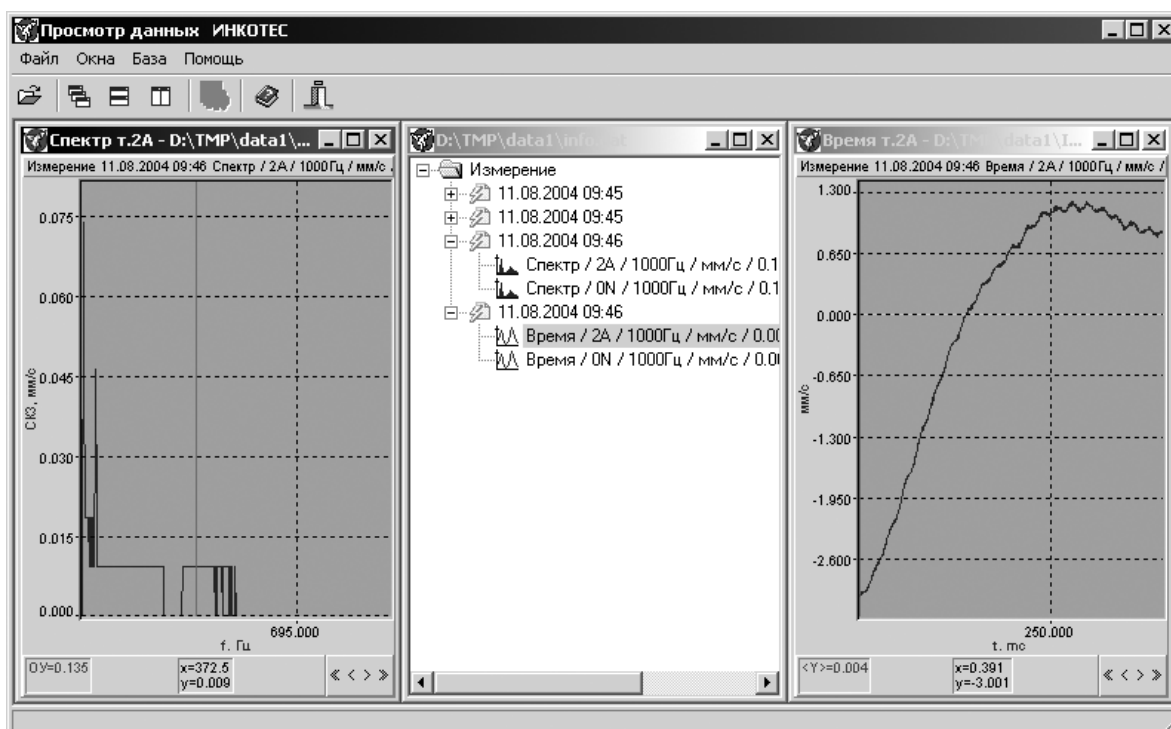 Просмотр данных ИНКОТЕС
Файл Окна База Помощь
Спектр т.2А - D:\TMP\data1\...
Измерение 11.08.2004 09:46 Спектр / 2А / 1000Гц / мм/с
0.075
0.060
0.045
0.030
0.015
0.000
СКЗ, мм/с
695.000
f, Гц
ОУ=0.135
x=372.5
y=0.009
« < > »
D:\TMP\data1\info
Измерение
11.08.2004 09:45
11.08.2004 09:45
11.08.2004 09:46
Спектр / 2А / 1000Гц / мм/с / 0.1
Спектр / 0N / 1000Гц / мм/с / 0.1
11.08.2004 09:46
Время / 2А / 1000Гц / мм/с / 0.00
Время / 0N / 1000Гц / мм/с / 0.00
Время т.2А - D:\TMP\data1\I...
Измерение 11.08.2004 09:46 Время / 2А / 1000Гц / мм/с /
1.300
0.650
0.000
-0.650
-1.300
-1.950
-2.600
мм/с
250.000
t, mc
<Y>=0.004
x=0.391
y=-3.001
« < > »